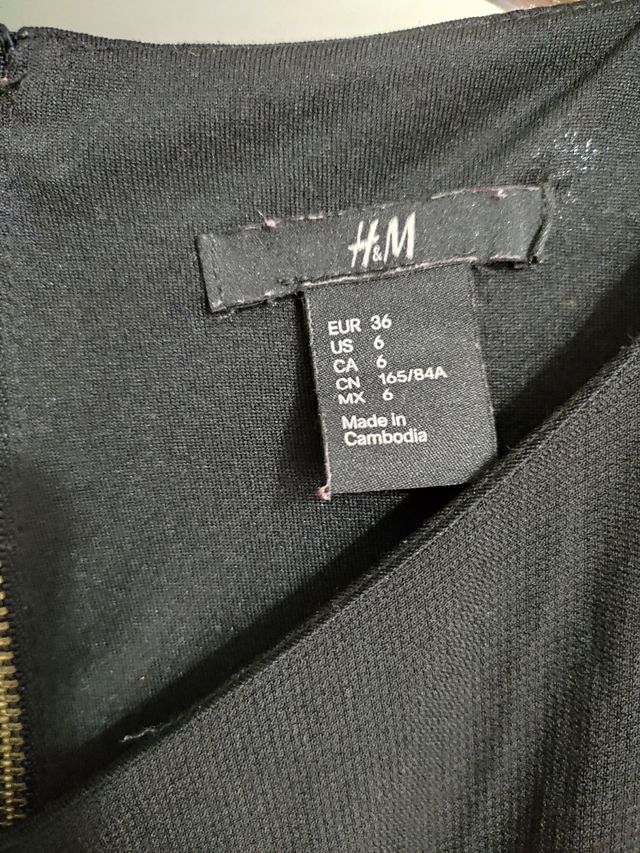 H&M
EUR 36
US 6
CA 6
CN 165/84A
MX 6
Made in
Cambodia